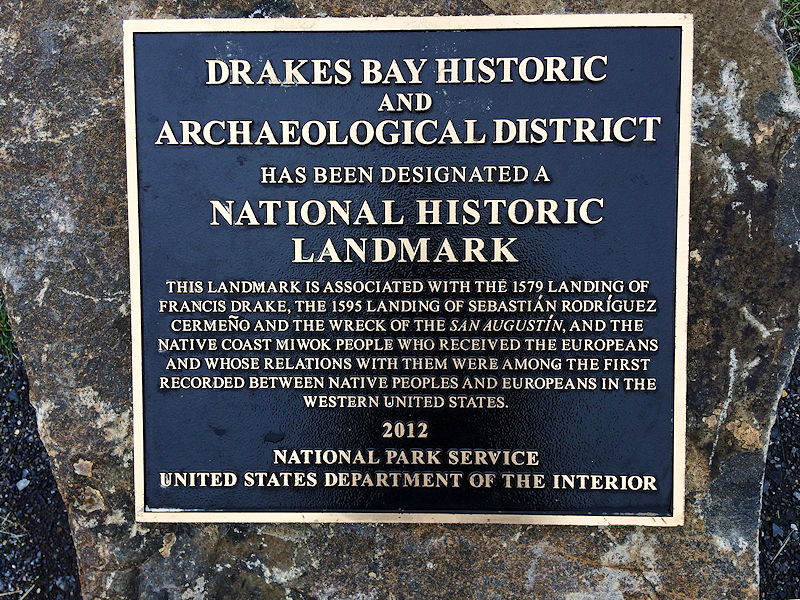 DRAKES BAY HISTORIC
AND
ARCHAEOLOGICAL DISTRICT
HAS BEEN DESIGNATED A
NATIONAL HISTORIC
LANDMARK
THIS LANDMARK IS ASSOCIATED WITH THE 1579 LANDING OF
FRANCIS DRAKE, THE 1595 LANDING OF SEBASTIÁN RODRÍGUEZ
CERMEÑO AND THE WRECK OF THE SAN AUGUSTÍN, AND THE
NATIVE COAST MIWOK PEOPLE WHO RECEIVED THE EUROPEANS
AND WHOSE RELATIONS WITH THEM WERE AMONG THE FIRST
RECORDED BETWEEN NATIVE PEOPLES AND EUROPEANS IN THE
WESTERN UNITED STATES.
2012
NATIONAL PARK SERVICE
UNITED STATES DEPARTMENT OF THE INTERIOR